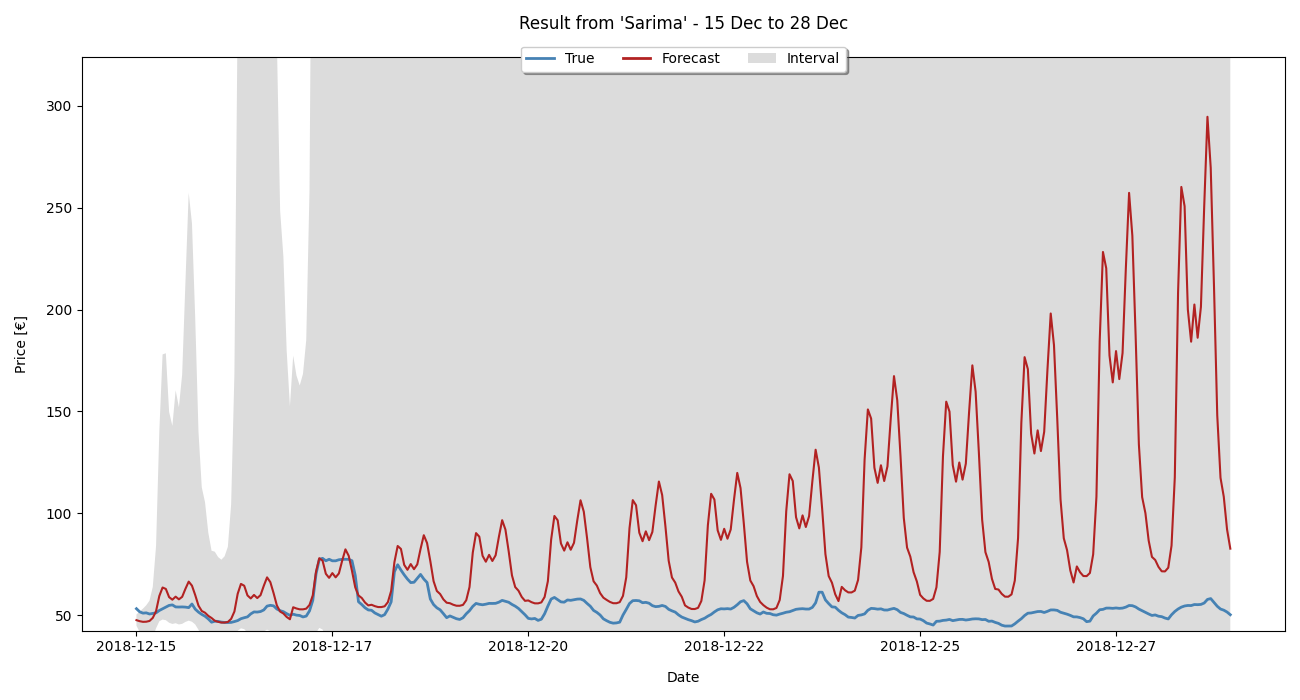 Result from 'Sarima' - 15 Dec to 28 Dec
True Forecast Interval
300
250
200
150
100
50
Price [€]
2018-12-15 2018-12-17 2018-12-20 2018-12-22 2018-12-25 2018-12-27
Date